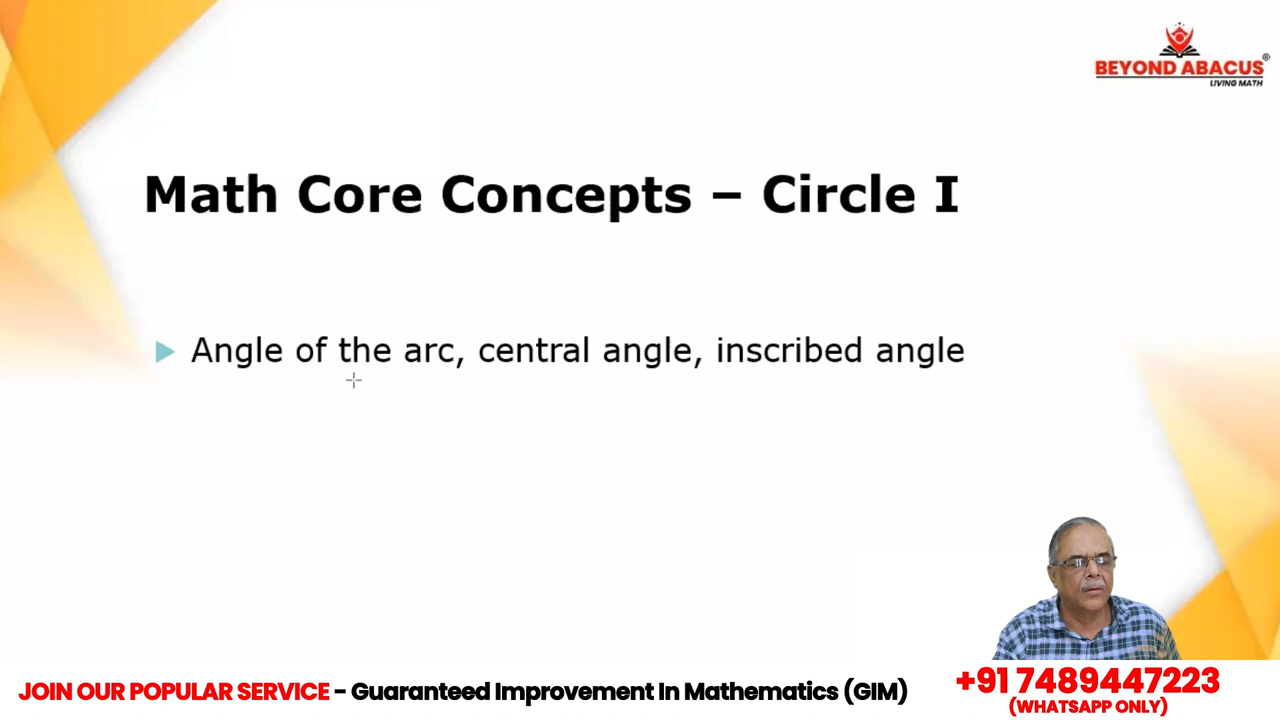 BEYOND ABACUS®
LIVING MATH
Math Core Concepts – Circle I
Angle of the arc, central angle, inscribed angle
JOIN OUR POPULAR SERVICE - Guaranteed Improvement In Mathematics (GIM)
+91 7489447223
(WHATSAPP ONLY)